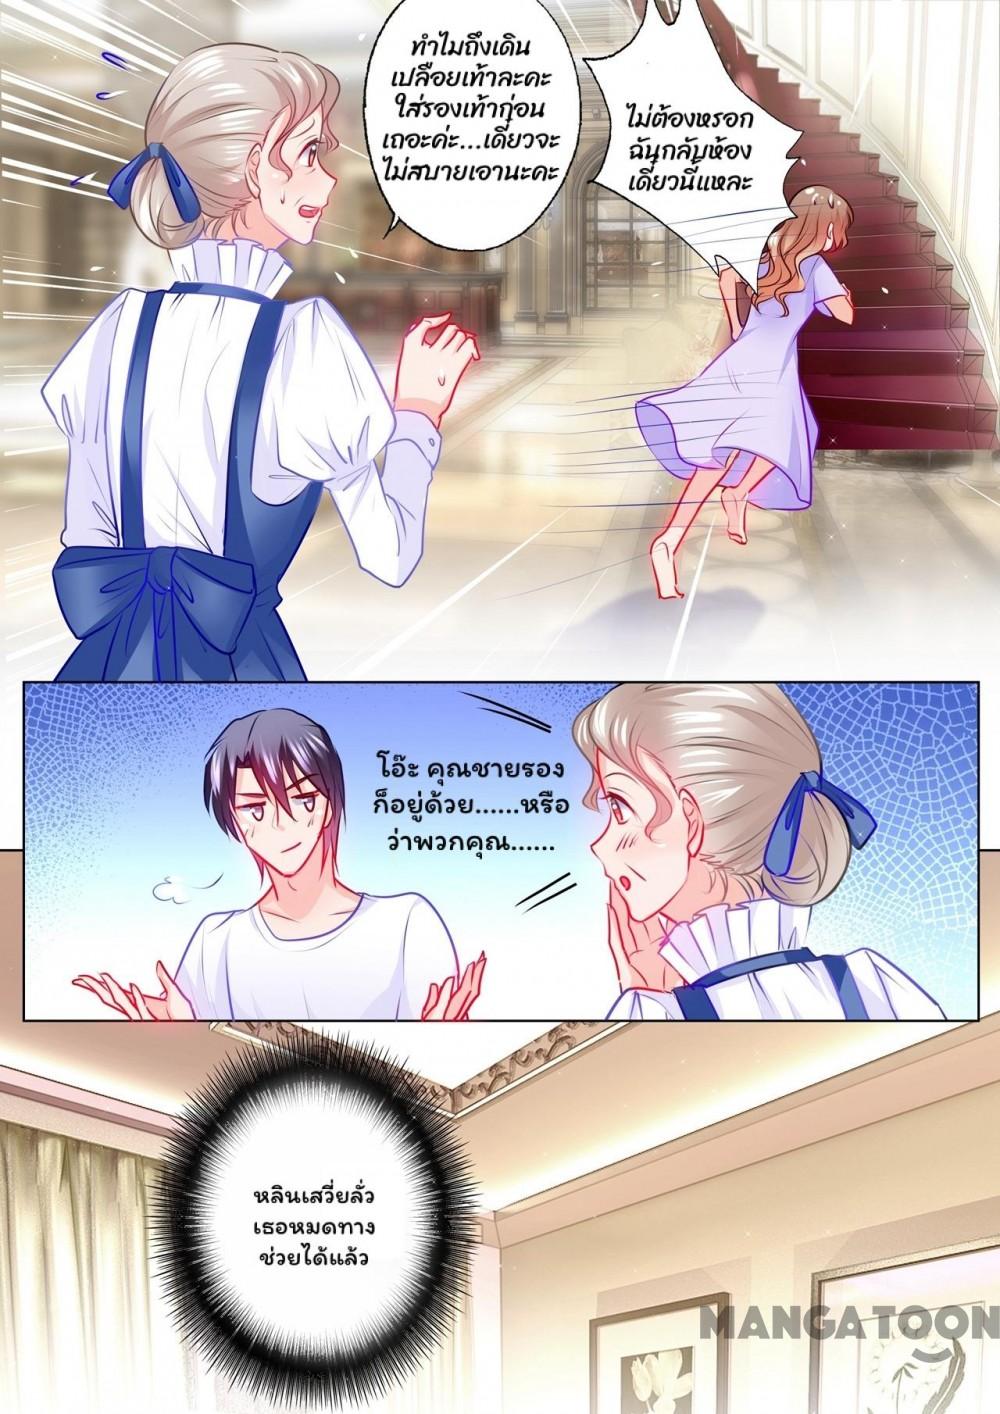 ทำไมถึงเดิน
เปลือยเท้าละคะ
ใส่รองเท้าก่อน
เถอะค่ะ...เดี๋ยวจะ
ไม่สบายเอานะคะ
ไม่ต้องหรอก
ฉันกลับห้อง
เดี๋ยวนี้แหละ
โอ๊ะ คุณชายรอง
ก็อยู่ด้วย......หรือ
ว่าพวกคุณ......
หลินเสวี่ยลั่ว
เธอหมดทาง
ช่วยได้แล้ว
MANGATOON